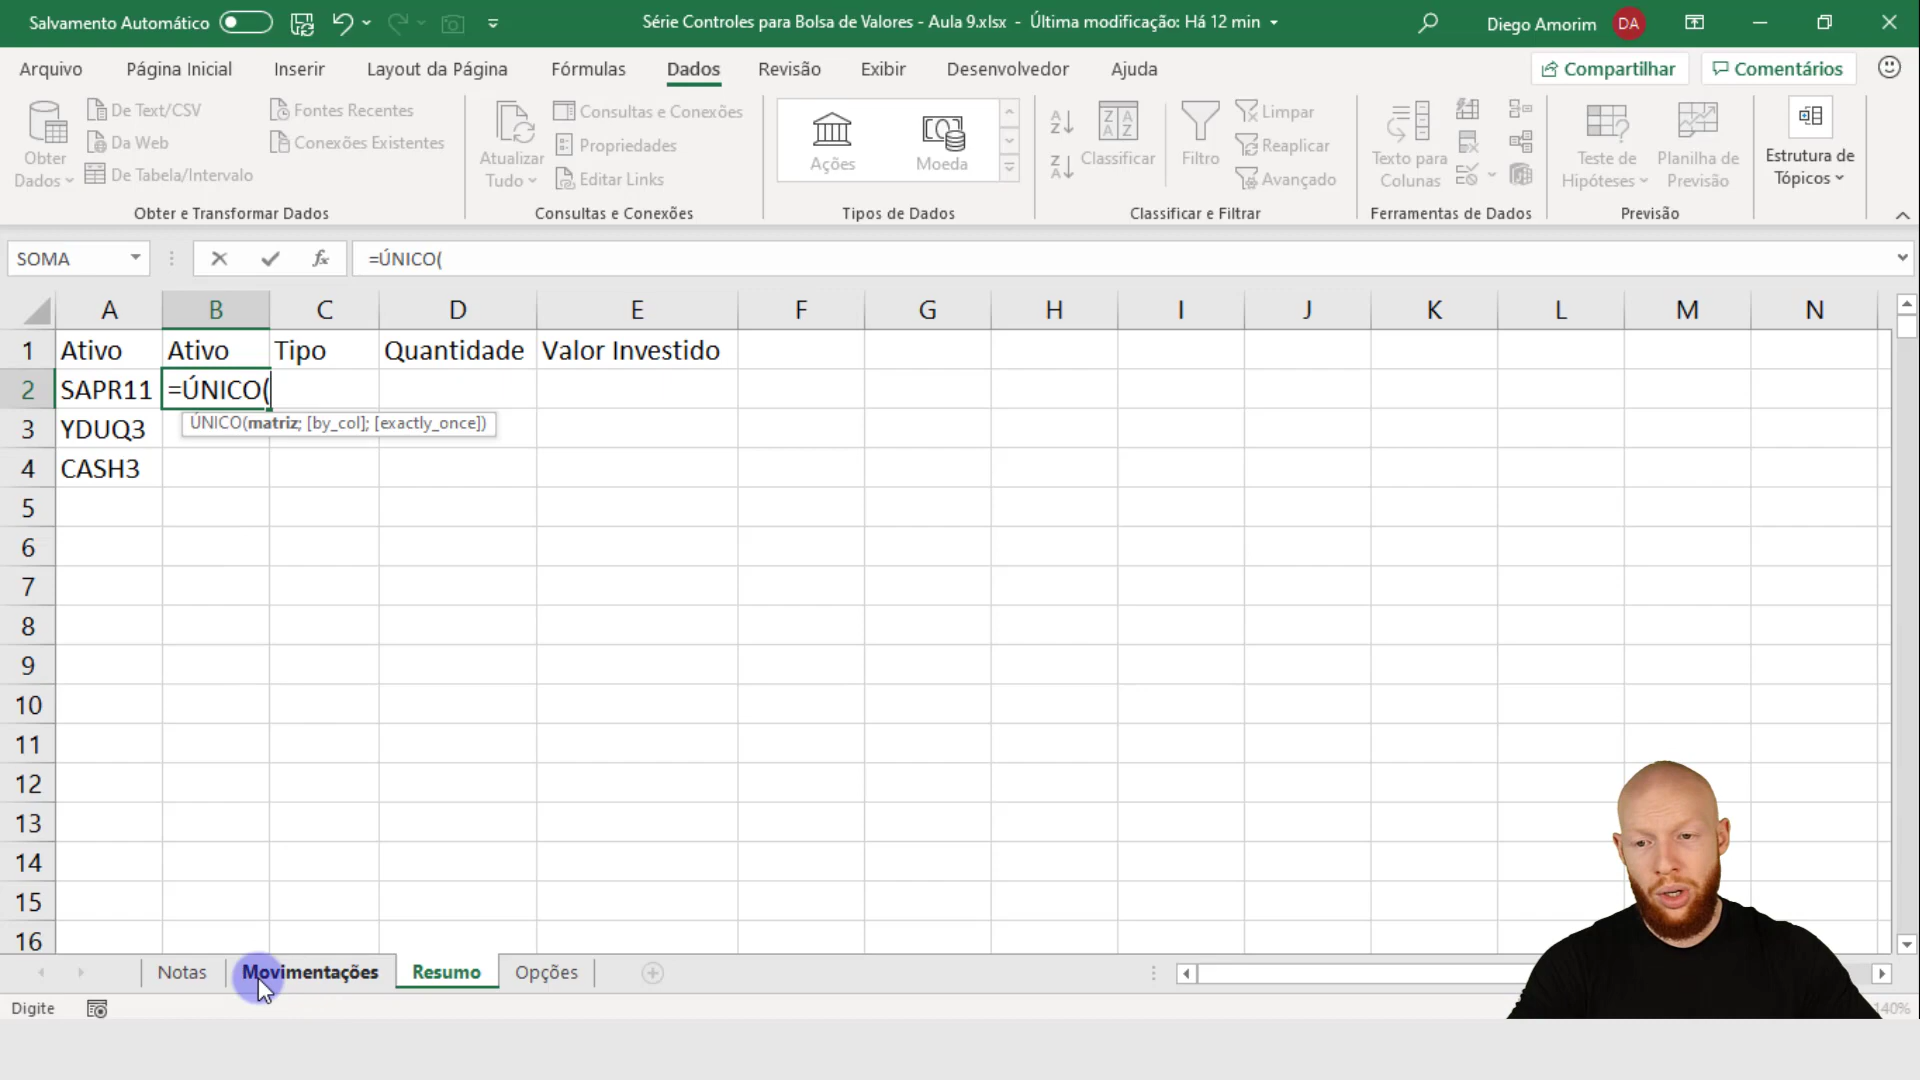 Salvamento Automático
Série Controles para Bolsa de Valores - Aula 9.xlsx - Última modificação: Há 12 min
Diego Amorim
DA
Arquivo
Página Inicial
Inserir
Layout da Página
Fórmulas
Dados
Revisão
Exibir
Desenvolvedor
Ajuda
Compartilhar
Comentários
Obter
Dados
De Text/CSV
Da Web
De Tabela/Intervalo
Fontes Recentes
Conexões Existentes
Obter e Transformar Dados
Atualizar
Tudo
Consultas e Conexões
Propriedades
Editar Links
Consultas e Conexões
Ações
Moeda
Tipos de Dados
Classificar
Filtro
Limpar
Reaplicar
Avançado
Classificar e Filtrar
Texto para
Colunas
Ferramentas de Dados
Teste de
Hipóteses
Planilha de
Previsão
Previsão
Estrutura de
Tópicos
SOMA
fx
=ÚNICO(
A B C D E F G H I J K L M N
1 Ativo Ativo Tipo Quantidade Valor Investido
2 SAPR11 =ÚNICO(
ÚNICO(matriz; [by_col]; [exactly_once])
3 YDUQ3
4 CASH3
5
6
7
8
9
10
11
12
13
14
15
16
Notas
Movimentações
Resumo
Opções
Digite
140%